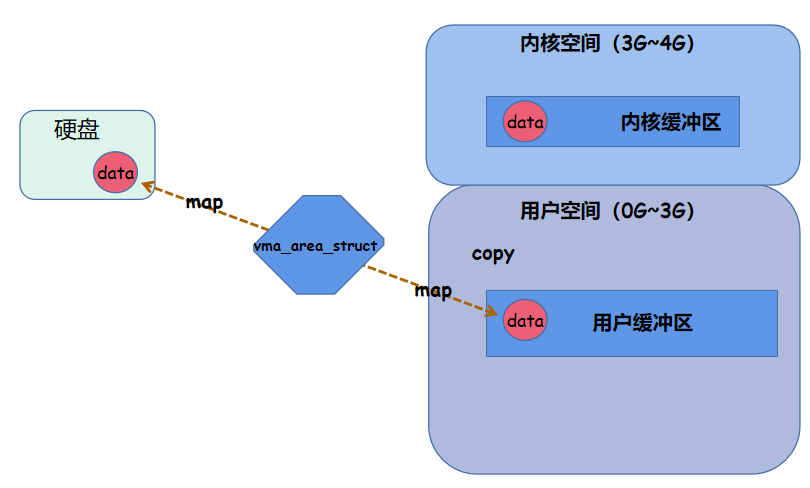 内核空间（3G~4G）
data
内核缓冲区
硬盘
data
map
vma_area_struct
用户空间（0G~3G）
copy
map
data
用户缓冲区